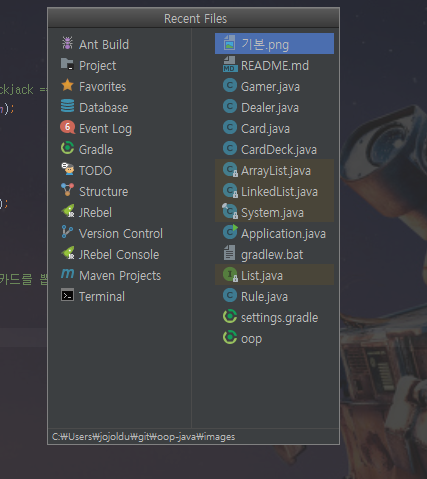 Recent Files
Ant Build
Project
Favorites
Database
6
Event Log
Gradle
TODO
Structure
JRebel
Version Control
JRebel Console
Maven Projects
Terminal
기본.png
MD
README.md
C
Gamer.java
C
Dealer.java
C
Card.java
C
CardDeck.java
C
ArrayList.java
C
LinkedList.java
C
System.java
C
Application.java
gradlew.bat
I
List.java
C
Rule.java
settings.gradle
oop
C:₩Users₩jojoldu₩git₩oop-java₩images
ckjack ==
);
);
카드를 뽑